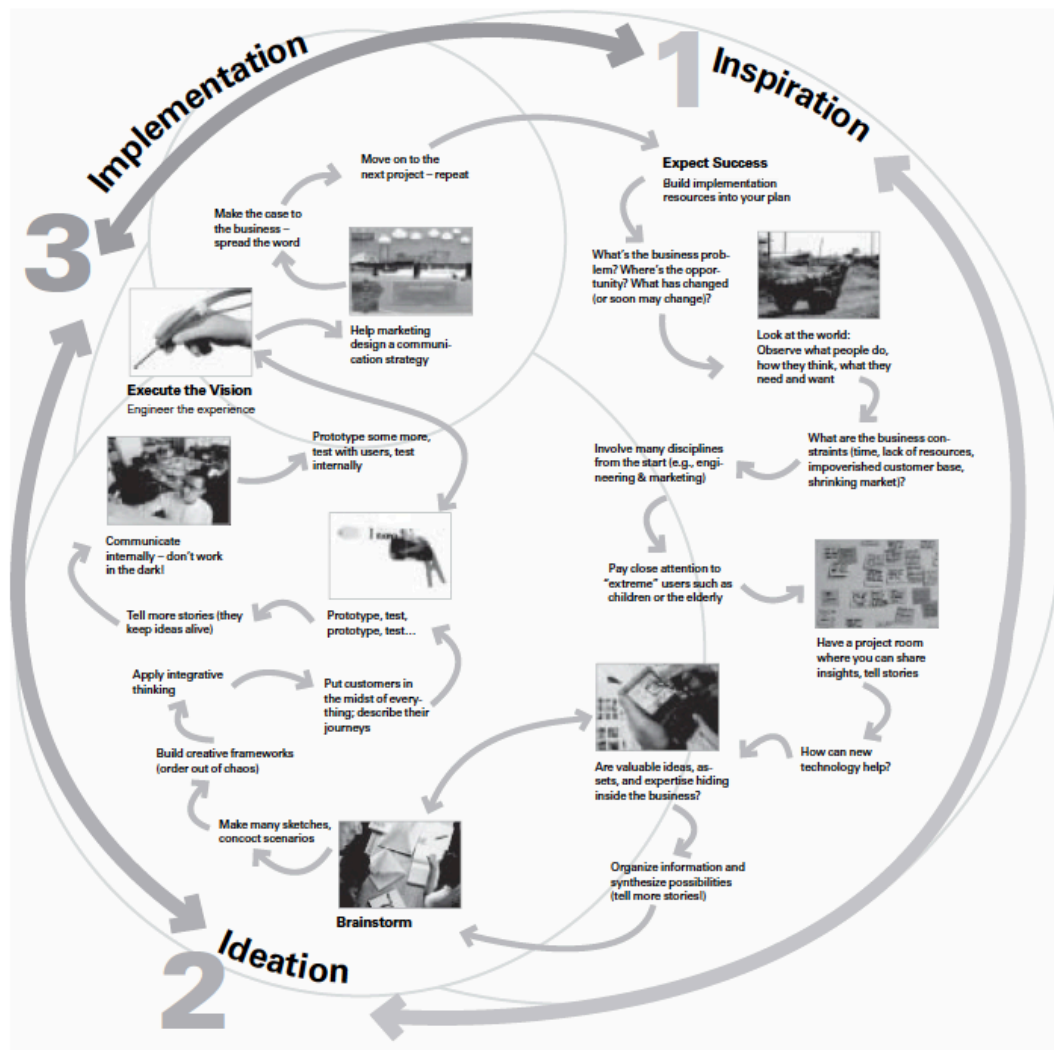 1
Inspiration
Expect Success
Build implementation
resources into your plan
What's the business prob-
lem? Where's the oppor-
tunity? What has changed
(or soon may change)?
Look at the world:
Observe what people do,
how they think, what they
need and want
What are the business con-
straints (time, lack of resources,
impoverished customer base,
shrinking market)?
Involve many disciplines
from the start (e.g., engi-
neering & marketing)
Pay close attention to
"extreme" users such as
children or the elderly
Have a project room
where you can share
insights, tell stories
How can new
technology help?
Are valuable ideas, as-
sets, and expertise hiding
inside the business?
Organize information and
synthesize possibilities
(tell more stories!)
2
Ideation
Brainstorm
Make many sketches,
concoct scenarios
Build creative frameworks
(order out of chaos)
Apply integrative
thinking
Put customers in
the midst of every-
thing; describe their
journeys
Prototype, test,
prototype, test...
Tell more stories (they
keep ideas alive)
Communicate
internally – don't work
in the dark!
Prototype some more,
test with users, test
internally
3
Implementation
Execute the Vision
Engineer the experience
Help marketing
design a communi-
cation strategy
Make the case to
the business –
spread the word
Move on to the
next project – repeat